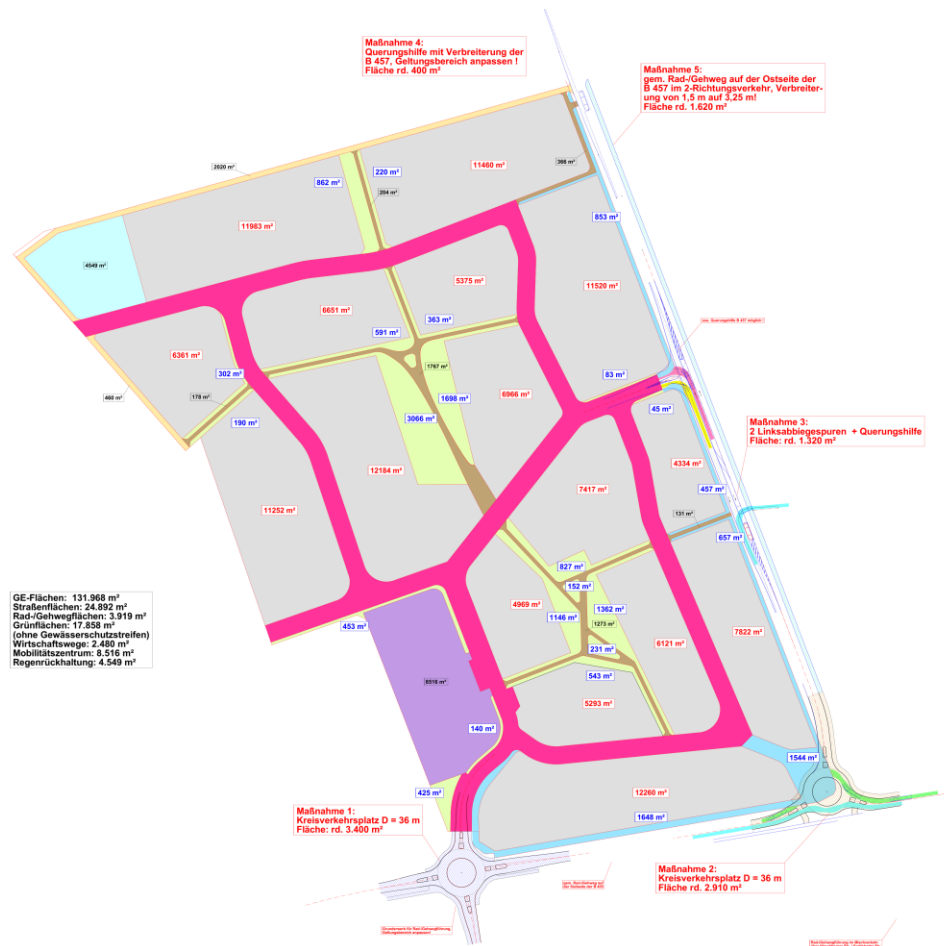 Maßnahme 4:
Querungshilfe mit Verbreiterung der
B 457, Geltungsbereich anpassen !
Fläche rd. 400 m²
Maßnahme 5:
gem. Rad-/Gehweg auf der Ostseite der
B 457 im 2-Richtungsverkehr, Verbreiter-
ung von 1,5 m auf 3,25 m!
Fläche rd. 1.620 m²
2020 m²
862 m²
220 m²
284 m²
11460 m²
366 m²
11983 m²
853 m²
4549 m²
5375 m²
11520 m²
6651 m²
591 m²
363 m²
6361 m²
302 m²
1767 m²
83 m²
468 m²
178 m²
190 m²
3066 m²
1698 m²
6966 m²
45 m²
Maßnahme 3:
2 Linksabbiegespuren + Querungshilfe
Fläche: rd. 1.320 m²
12184 m²
7417 m²
4334 m²
457 m²
11252 m²
131 m²
657 m²
827 m²
152 m²
GE-Flächen: 131.968 m²
Straßenflächen: 24.892 m²
Rad-/Gehwegflächen: 3.919 m²
Grünflächen: 17.858 m²
(ohne Gewässerschutzstreifen)
Wirtschaftswege: 2.480 m²
Mobilitätszentrum: 8.516 m²
Regenrückhaltung: 4.549 m²
453 m²
4969 m²
1146 m²
1362 m²
1273 m²
231 m²
6121 m²
7822 m²
8516 m²
543 m²
5293 m²
140 m²
1544 m²
425 m²
12260 m²
1648 m²
Maßnahme 1:
Kreisverkehrsplatz D = 36 m
Fläche: rd. 3.400 m²
Maßnahme 2:
Kreisverkehrsplatz D = 36 m
Fläche rd. 2.910 m²